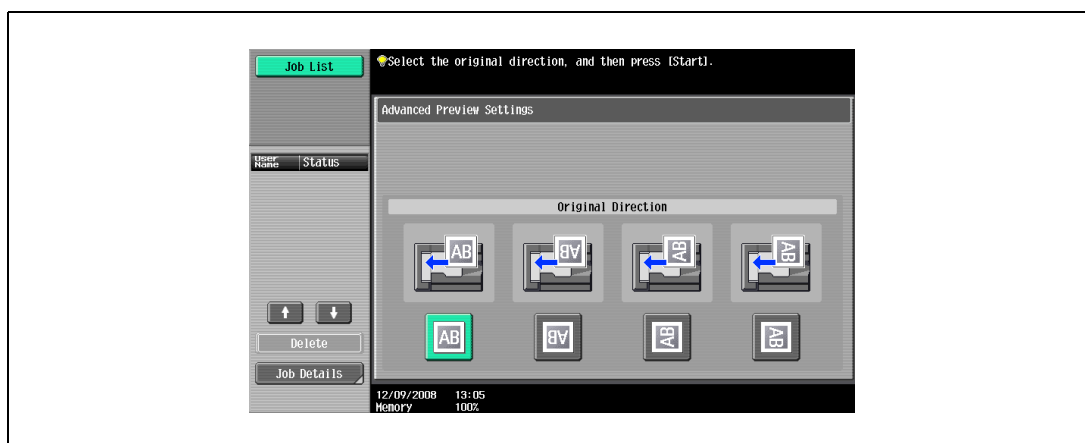 Job List
Select the original direction, and then press [Start].
Advanced Preview Settings
User Name
Status
Original Direction
AB
AB
AB
AB
AB
AB
AB
AB
Delete
Job Details
12/09/2008 13:05
Memory 100%